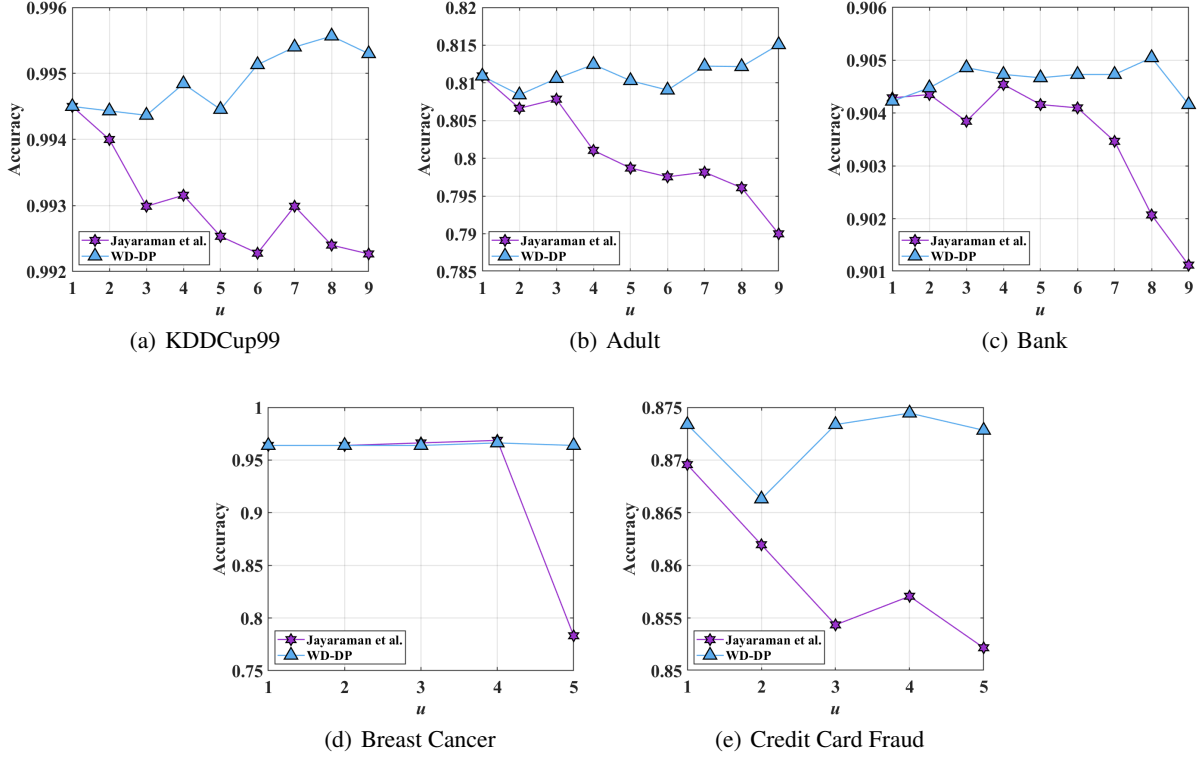 0.996
0.995
0.994
0.993
0.992
Accuracy
Jayaraman et al.
WD-DP
1 2 3 4 5 6 7 8 9
u
(a) KDDCup99
0.82
0.815
0.81
0.805
0.8
0.795
0.79
0.785
Accuracy
Jayaraman et al.
WD-DP
1 2 3 4 5 6 7 8 9
u
(b) Adult
0.906
0.905
0.904
0.903
0.902
0.901
Accuracy
Jayaraman et al.
WD-DP
1 2 3 4 5 6 7 8 9
u
(c) Bank
1
0.95
0.9
0.85
0.8
0.75
Accuracy
Jayaraman et al.
WD-DP
1 2 3 4 5
u
(d) Breast Cancer
0.875
0.87
0.865
0.86
0.855
0.85
Accuracy
Jayaraman et al.
WD-DP
1 2 3 4 5
u
(e) Credit Card Fraud